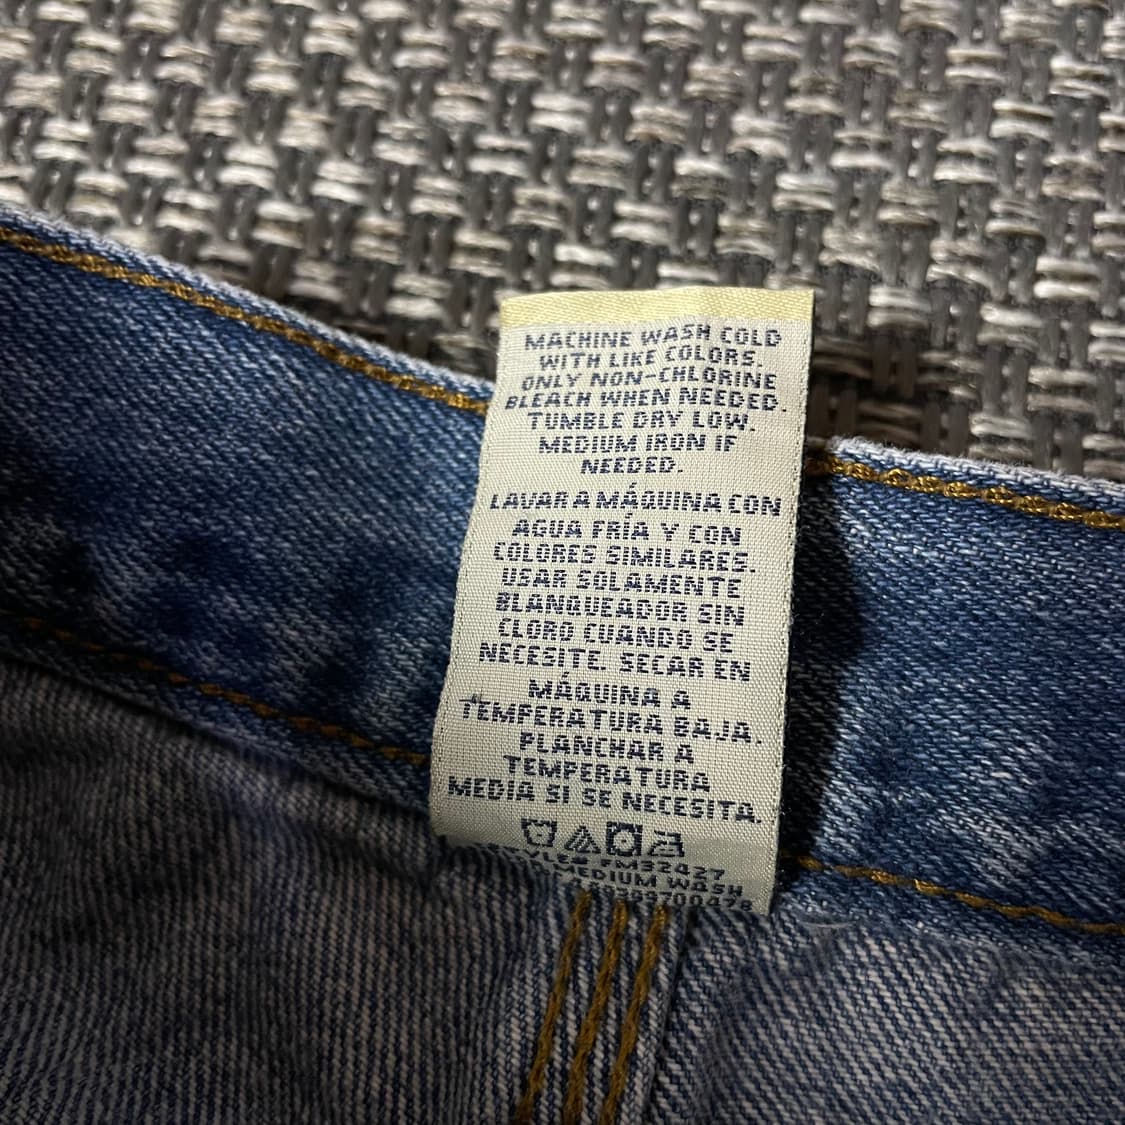 MACHINE WASH COLD
WITH LIKE COLORS.
ONLY NON-CHLORINE
BLEACH WHEN NEEDED.
TUMBLE DRY LOW.
MEDIUM IRON IF
NEEDED.
LAVAR A MÁQUINA CON
AGUA FRÍA Y CON
COLORES SIMILARES.
USAR SOLAMENTE
BLANQUEADOR SIN
CLORO CUANDO SE
NECESITE. SECAR EN
MÁQUINA A
TEMPERATURA BAJA.
PLANCHAR A
TEMPERATURA
MEDIA SI SE NECESITA.
FM32427
MEDIUM WASH